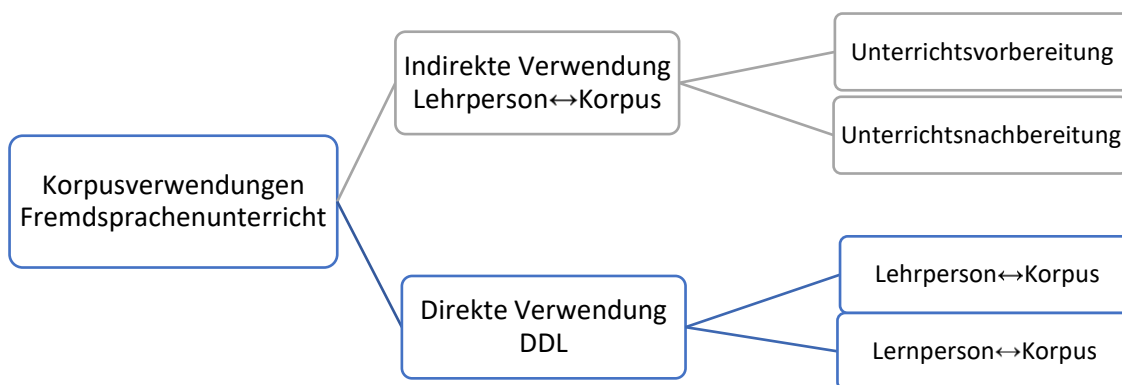 Korpusverwendungen
Fremdsprachenunterricht
Indirekte Verwendung
Lehrperson↔Korpus
Unterrichtsvorbereitung
Unterrichtsnachbereitung
Direkte Verwendung
DDL
Lehrperson↔Korpus
Lernperson↔Korpus